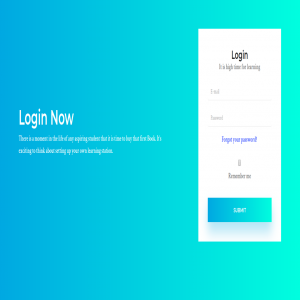 Login
It is high time for learning
E-Mail
Login Now
Password
There is a moment in the life of any aspiring student that it is time to buy that first Book. It's
exciting to think about setting up your own learning station.
Forgot your password?
Remember me
SUBMIT